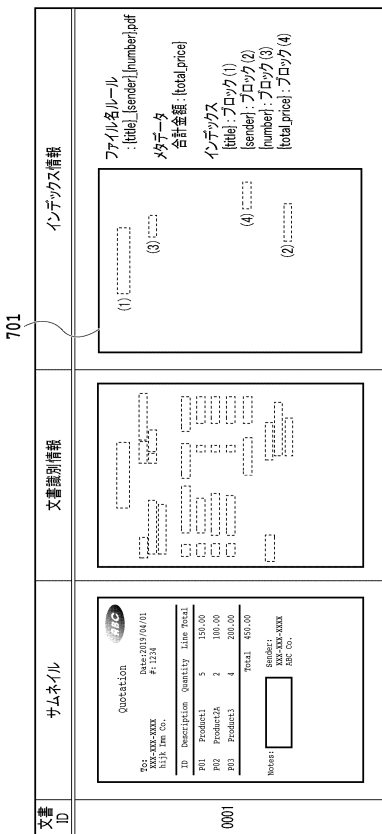 701
文書
ID
サムネイル
文書識別情報
インデックス情報
0001
ABC
Quotation
To:
XXX-XXX-XXXX
hijk Imn Co.
Date:2019/04/01
#: 1234
ID Description Quantity Line Total
P01 Product1 5 150.00
P02 Product2A 2 100.00
P03 Product3 4 200.00
Total 450.00
Notes:
Sender:
XXX-XXX-XXXX
ABC Co.
(1)
(3)
(4)
(2)
ファイル名ルール
: {title}_{sender}_{number}.pdf
メタデータ
合計金額 : {total_price}
インデックス
{title} : ブロック (1)
{sender} : ブロック (2)
{number} : ブロック (3)
{total_price} : ブロック (4)